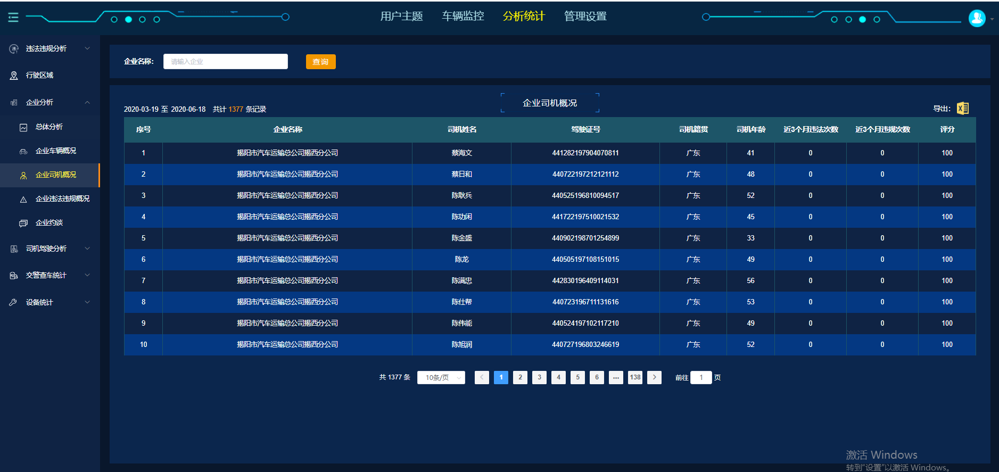 用户主题 车辆监控 分析统计 管理设置
违法违规分析
行驶区域
企业分析
总体分析
企业车辆概况
企业司机概况
企业违法违规概况
企业约谈
司机驾驶分析
交警查车统计
设备统计
企业名称: 请输入企业 查询
企业司机概况
2020-03-19 至 2020-06-18 共计 1377 条记录 导出:
序号 企业名称 司机姓名 驾驶证号 司机籍贯 司机年龄 近3个月违法次数 近3个月违规次数 评分
1 揭阳市汽车运输总公司揭西分公司 蔡海文 441282197904070811 广东 41 0 0 100
2 揭阳市汽车运输总公司揭西分公司 蔡日和 440722197212121112 广东 48 0 0 100
3 揭阳市汽车运输总公司揭西分公司 陈耿兵 440525196810094517 广东 52 0 0 100
4 揭阳市汽车运输总公司揭西分公司 陈功闲 441722197510021532 广东 45 0 0 100
5 揭阳市汽车运输总公司揭西分公司 陈金盛 440902198701254899 广东 33 0 0 100
6 揭阳市汽车运输总公司揭西分公司 陈龙 440505197108151015 广东 49 0 0 100
7 揭阳市汽车运输总公司揭西分公司 陈满忠 442830196409114031 广东 56 0 0 100
8 揭阳市汽车运输总公司揭西分公司 陈仕帮 440723196711131616 广东 53 0 0 100
9 揭阳市汽车运输总公司揭西分公司 陈伟能 440524197102117210 广东 49 0 0 100
10 揭阳市汽车运输总公司揭西分公司 陈旭润 440727196803246619 广东 52 0 0 100
共 1377 条 10条/页 < 1 2 3 4 5 6 ... 138 > 前往 1 页
激活 Windows
转到"设置"以激活 Windows。